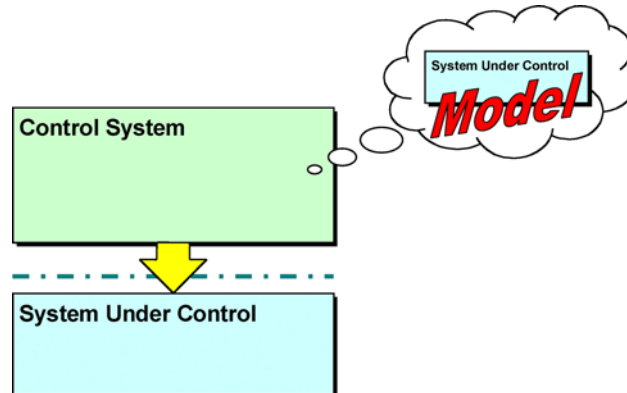 System Under Control
Model
Control System
System Under Control